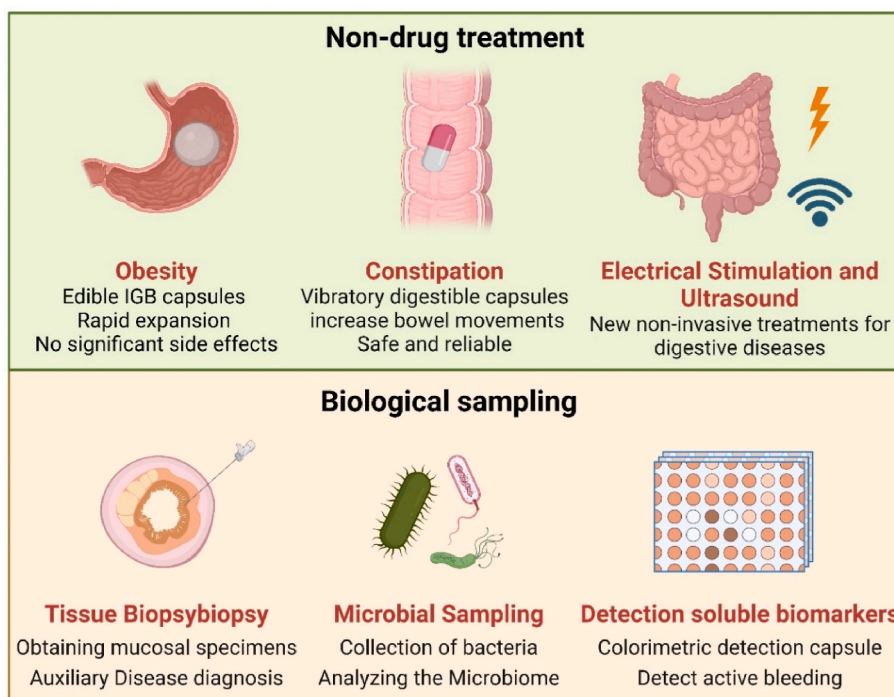 Non-drug treatment
Obesity
Edible IGB capsules
Rapid expansion
No significant side effects
Constipation
Vibratory digestible capsules
increase bowel movements
Safe and reliable
Electrical Stimulation and
Ultrasound
New non-invasive treatments for
digestive diseases
Biological sampling
Tissue Biopsybiopsy
Obtaining mucosal specimens
Auxiliary Disease diagnosis
Microbial Sampling
Collection of bacteria
Analyzing the Microbiome
Detection soluble biomarkers
Colorimetric detection capsule
Detect active bleeding